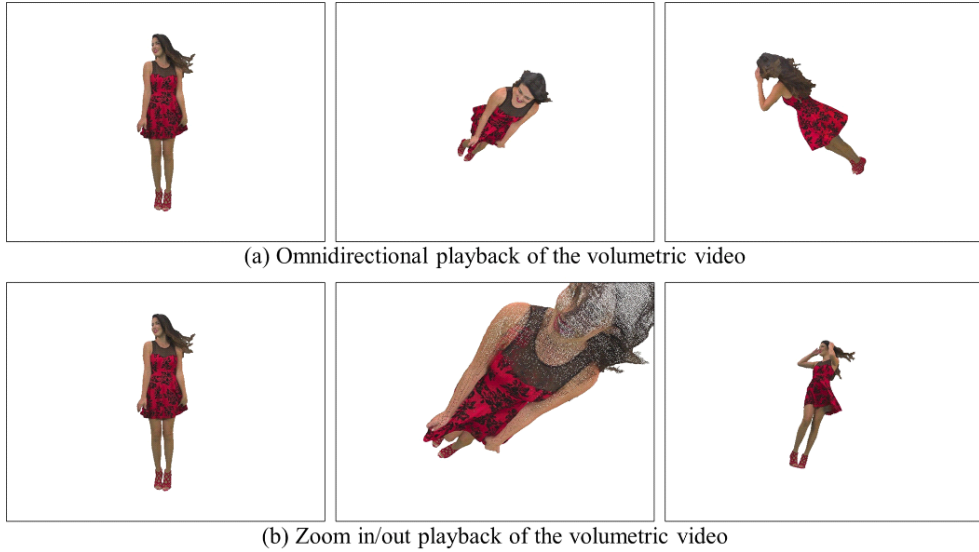 (a) Omnidirectional playback of the volumetric video
(b) Zoom in/out playback of the volumetric video